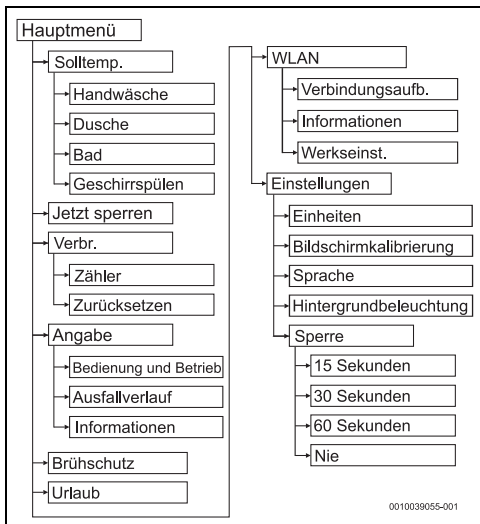 Hauptmenü
Solltemp.
Handwäsche
Dusche
Bad
Geschirrspülen
Jetzt sperren
Verbr.
Zähler
Zurücksetzen
Angabe
Bedienung und Betrieb
Ausfallverlauf
Informationen
Brühschutz
Urlaub
WLAN
Verbindungsaufb.
Informationen
Werkseinst.
Einstellungen
Einheiten
Bildschirmkalibrierung
Sprache
Hintergrundbeleuchtung
Sperre
15 Sekunden
30 Sekunden
60 Sekunden
Nie
0010039055-001